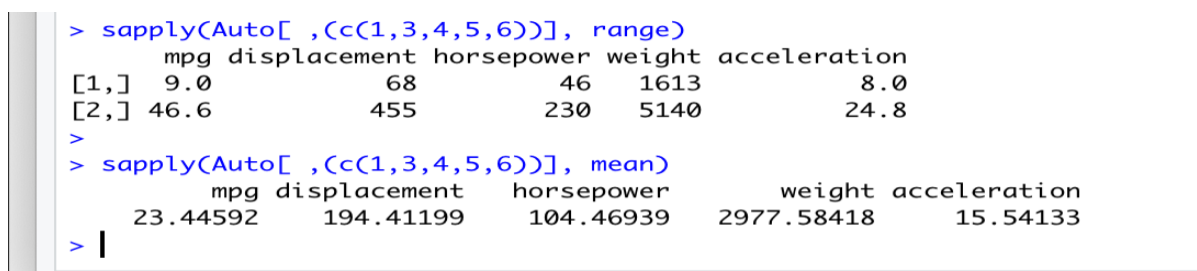 > sapply(Auto[ ,(c(1,3,4,5,6))], range)
      mpg displacement horsepower weight acceleration
[1,]  9.0           68         46   1613          8.0
[2,] 46.6          455        230   5140         24.8
>
> sapply(Auto[ ,(c(1,3,4,5,6))], mean)
         mpg displacement   horsepower       weight acceleration
    23.44592    194.41199    104.46939   2977.58418     15.54133
>